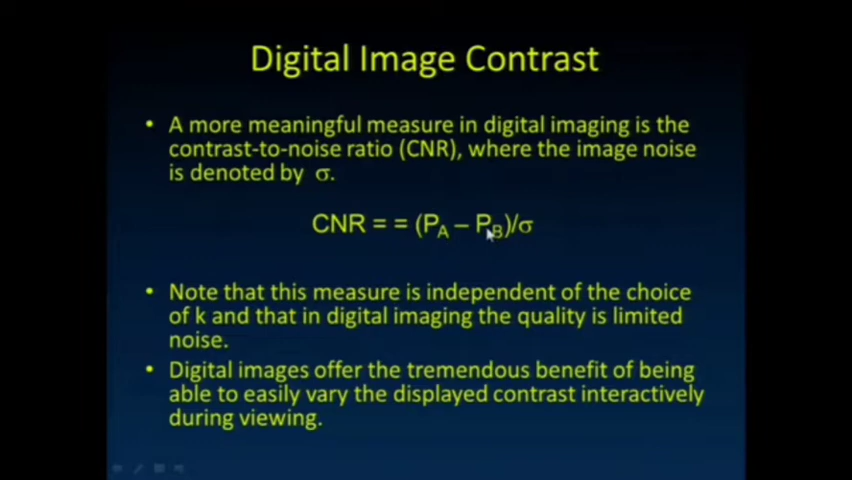 Digital Image Contrast
• A more meaningful measure in digital imaging is the
contrast-to-noise ratio (CNR), where the image noise
is denoted by σ.
CNR = = (PA – PB)/σ
• Note that this measure is independent of the choice
of k and that in digital imaging the quality is limited
noise.
• Digital images offer the tremendous benefit of being
able to easily vary the displayed contrast interactively
during viewing.